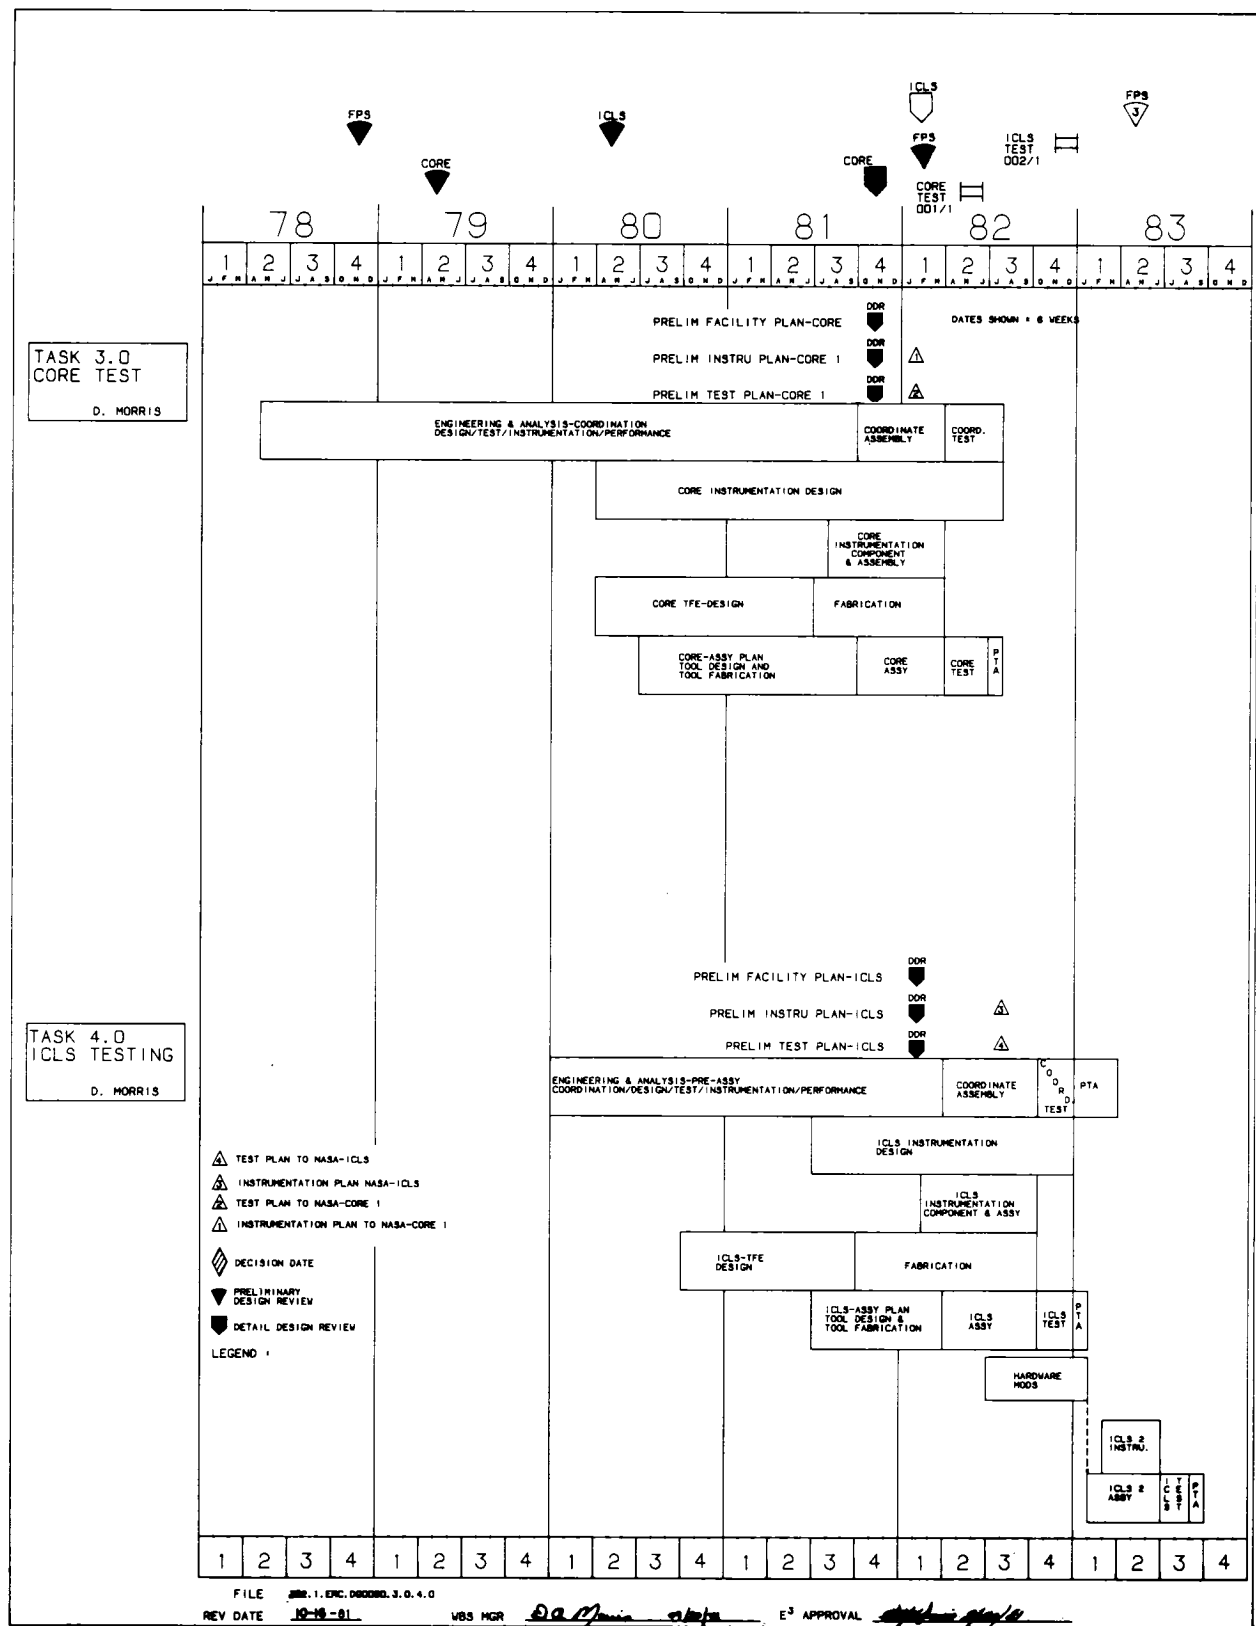 FPS
ICLS
ICLS
FPS
3
CORE
CORE
FPS
ICLS
TEST
002/1
CORE
TEST
001/1
78 79 80 81 82 83
1 2 3 4 1 2 3 4 1 2 3 4 1 2 3 4 1 2 3 4 1 2 3 4
J F M A M J J A S O N D J F M A M J J A S O N D J F M A M J J A S O N D J F M A M J J A S O N D J F M A M J J A S O N D J F M A M J J A S O N D
TASK 3.0
CORE TEST
D. MORRIS
PRELIM FACILITY PLAN-CORE DDR
DATES SHOWN ± 6 WEEKS
PRELIM INSTRU PLAN-CORE 1 DDR 1
PRELIM TEST PLAN-CORE 1 DDR 2
ENGINEERING & ANALYSIS-COORDINATION
DESIGN/TEST/INSTRUMENTATION/PERFORMANCE
COORDINATE
ASSEMBLY
COORD.
TEST
CORE INSTRUMENTATION DESIGN
CORE
INSTRUMENTATION
COMPONENT
& ASSEMBLY
CORE TFE-DESIGN
FABRICATION
CORE-ASSY PLAN
TOOL DESIGN AND
TOOL FABRICATION
CORE
ASSY
CORE
TEST
PTA
TASK 4.0
ICLS TESTING
D. MORRIS
PRELIM FACILITY PLAN-ICLS DDR
PRELIM INSTRU PLAN-ICLS DDR 3
PRELIM TEST PLAN-ICLS DDR 4
ENGINEERING & ANALYSIS-PRE-ASSY
COORDINATION/DESIGN/TEST/INSTRUMENTATION/PERFORMANCE
COORDINATE
ASSEMBLY
COORD
TEST
PTA
ICLS INSTRUMENTATION
DESIGN
ICLS
INSTRUMENTATION
COMPONENT & ASSY
ICLS-TFE
DESIGN
FABRICATION
ICLS-ASSY PLAN
TOOL DESIGN &
TOOL FABRICATION
ICLS
ASSY
ICLS
TEST
PTA
HARDWARE
MODS
ICLS 2
INSTRU.
ICLS 2
ASSY
ICLS
TEST
PTA
4 TEST PLAN TO NASA-ICLS
3 INSTRUMENTATION PLAN NASA-ICLS
2 TEST PLAN TO NASA-CORE 1
1 INSTRUMENTATION PLAN TO NASA-CORE 1
DECISION DATE
PRELIMINARY
DESIGN REVIEW
DETAIL DESIGN REVIEW
LEGEND :
1 2 3 4 1 2 3 4 1 2 3 4 1 2 3 4 1 2 3 4 1 2 3 4
FILE
REV DATE
WBS MGR
E3 APPROVAL